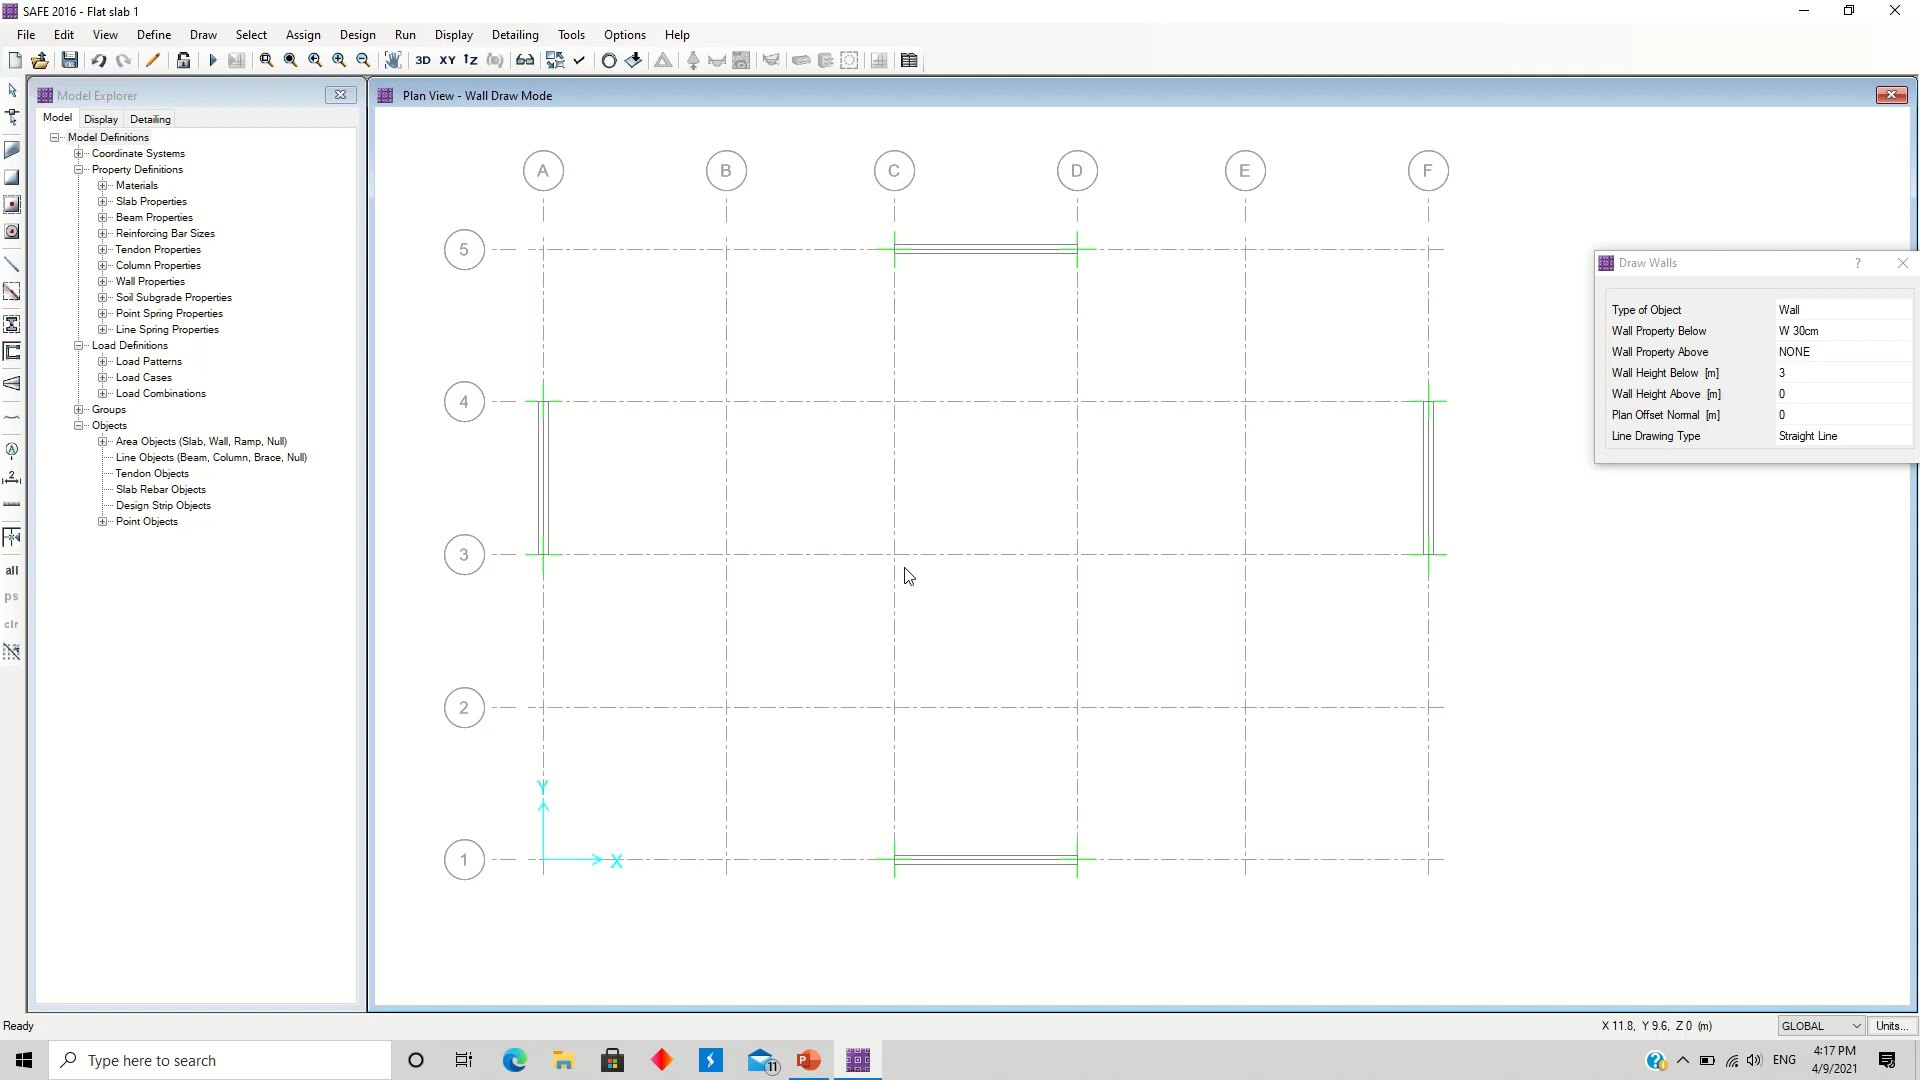 SAFE 2016 - Flat slab 1
File Edit View Define Draw Select Assign Design Run Display Detailing Tools Options Help
3D XY
Model Explorer
Model Display Detailing
Model Definitions
Coordinate Systems
Property Definitions
Materials
Slab Properties
Beam Properties
Reinforcing Bar Sizes
Tendon Properties
Column Properties
Wall Properties
Soil Subgrade Properties
Point Spring Properties
Line Spring Properties
Load Definitions
Load Patterns
Load Cases
Load Combinations
Groups
Objects
Area Objects (Slab, Wall, Ramp, Null)
Line Objects (Beam, Column, Brace, Null)
Tendon Objects
Slab Rebar Objects
Design Strip Objects
Point Objects
all
ps
clr
Plan View - Wall Draw Mode
A B C D E F
5
4
3
2
1
Y
X
Draw Walls
Type of Object Wall
Wall Property Below W 30cm
Wall Property Above NONE
Wall Height Below [m] 3
Wall Height Above [m] 0
Plan Offset Normal [m] 0
Line Drawing Type Straight Line
Ready
X 11.8, Y 9.6, Z 0 (m)
GLOBAL
Units...
Type here to search
11
ENG
4:17 PM
4/9/2021